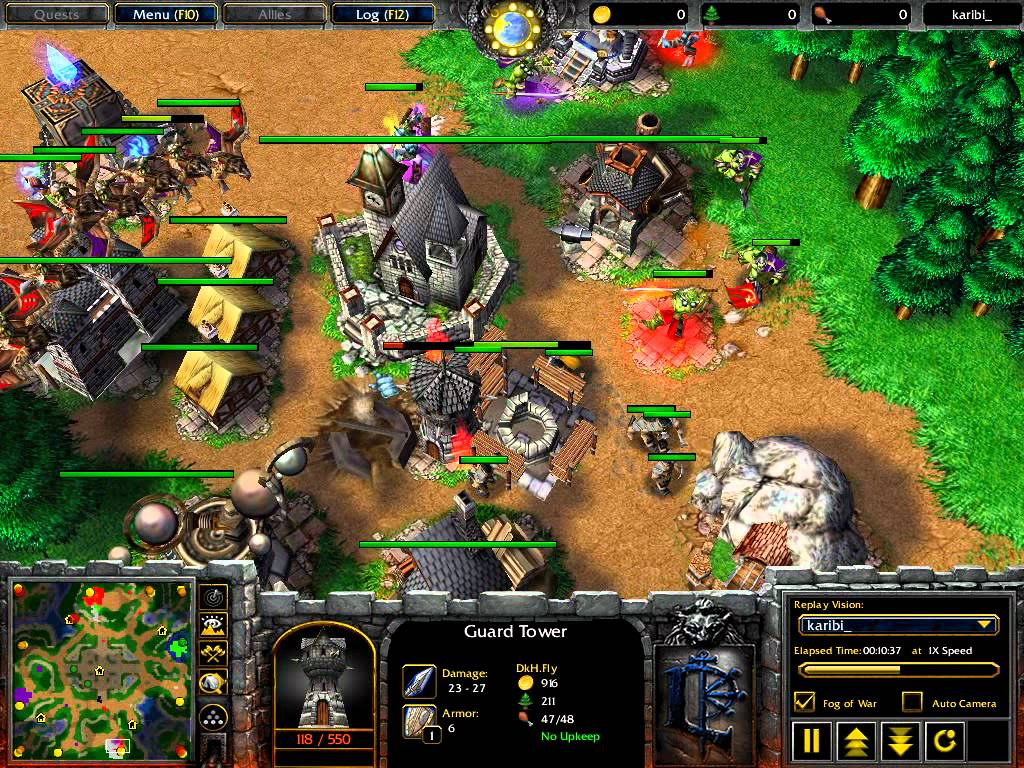 Quests Menu (F10) Allies Log (F12) 0 0 0 karibi_
Guard Tower
Damage:
23 - 27
Armor:
6
1
118 / 550
DkH.Fly
916
211
47/48
No Upkeep
Replay Vision:
karibi_
Elapsed Time: 00:10:37 at 1X Speed
Fog of War Auto Camera